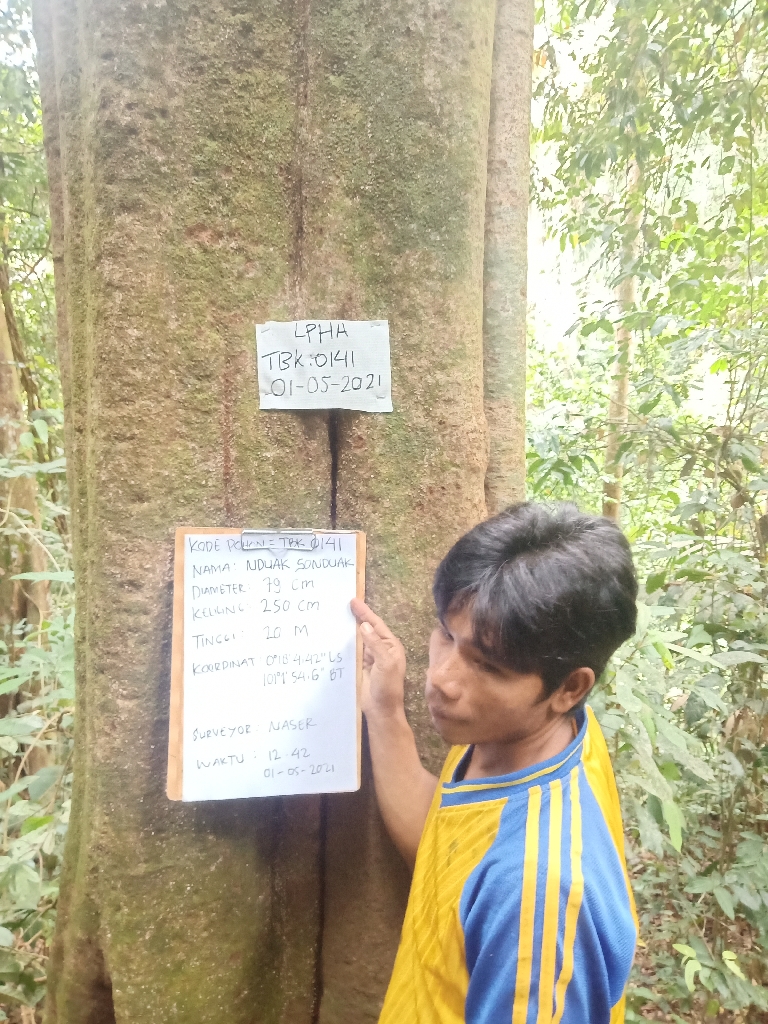 LPHA
TBK:0141
01-05-2021
KODE POHON = TBK 0141
NAMA: NDUAK SONDUAK
DIAMETER: 79 Cm
KELILING: 250 cm
TINGGI: 20 M
KOORDINAT 0°18'4.42" LS
101°1'54.6" BT
SURVEYOR: NASER
WAKTU: 12.42
01-05-2021